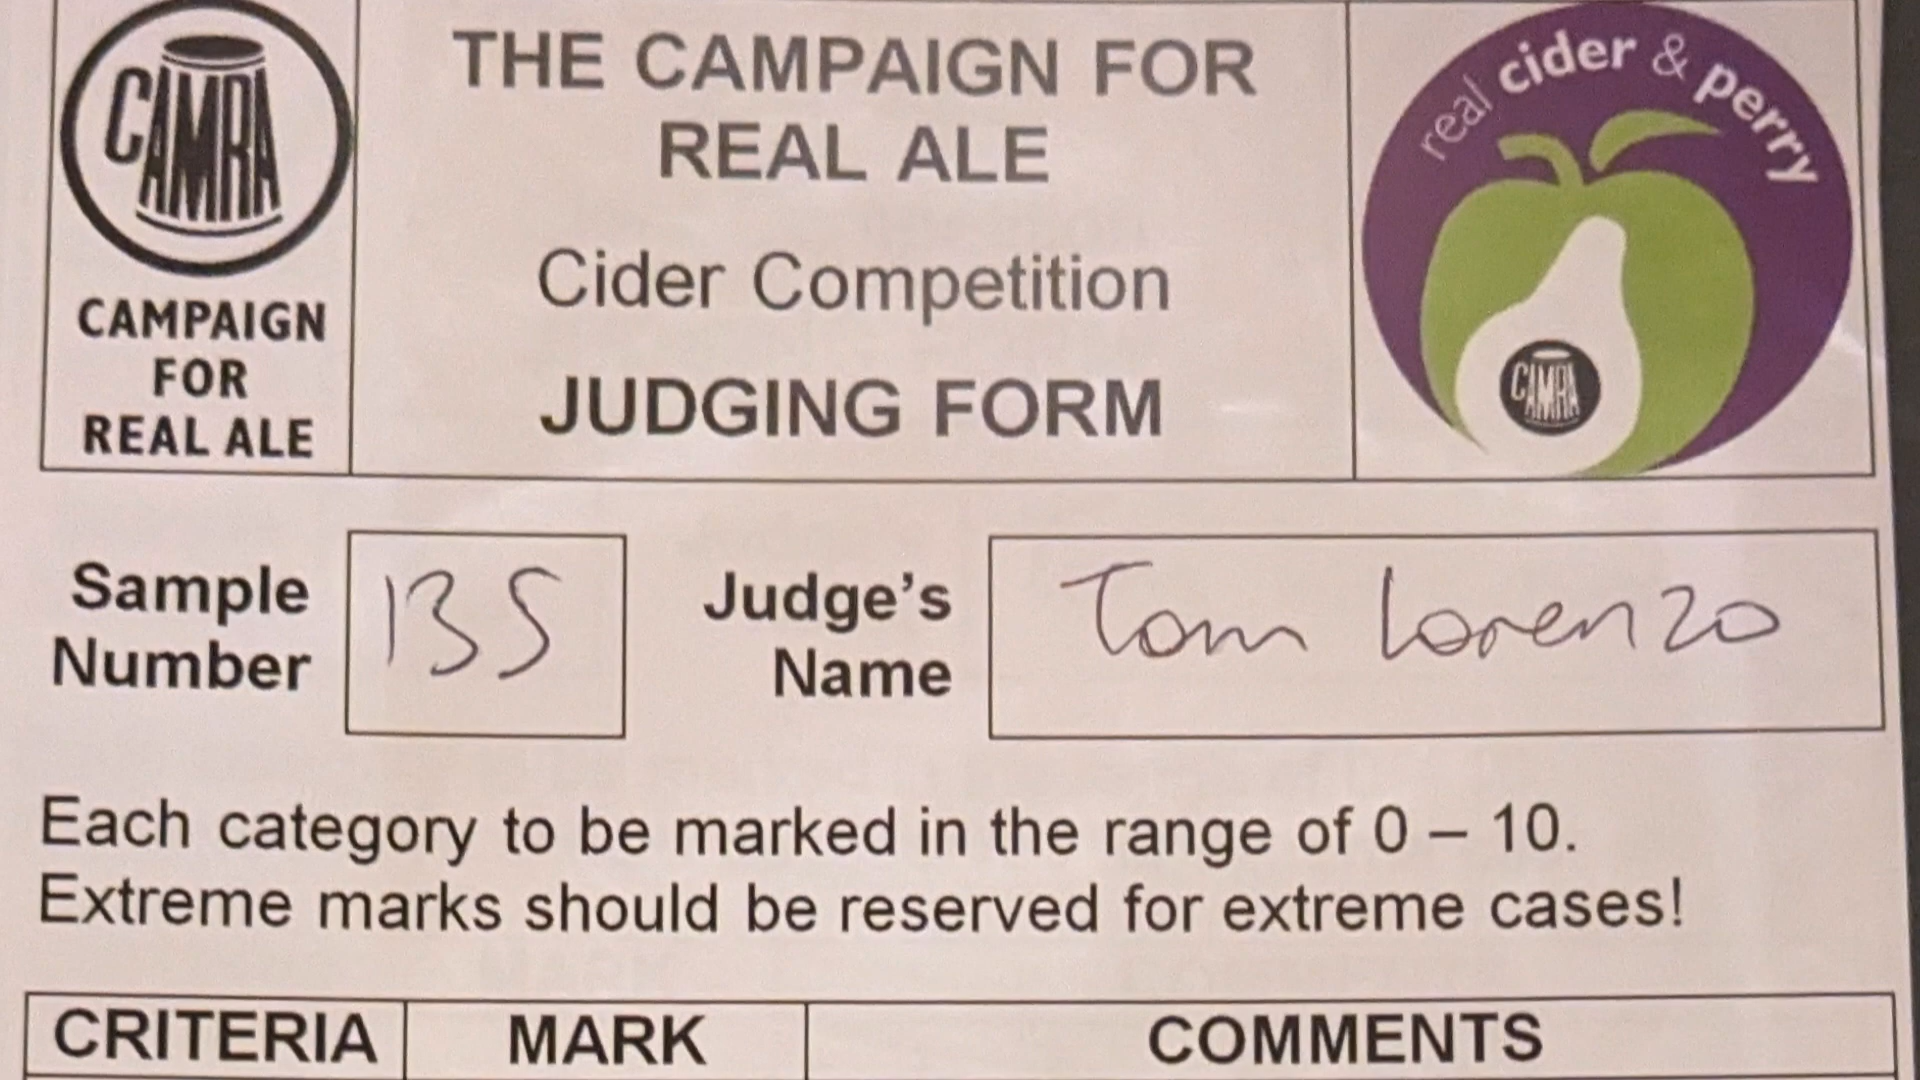 CAMRA
CAMPAIGN
FOR
REAL ALE
THE CAMPAIGN FOR
REAL ALE
Cider Competition
JUDGING FORM
real cider & perry
CAMRA
Sample
Number
135
Judge's
Name
Tom Lorenzo
Each category to be marked in the range of 0 – 10.
Extreme marks should be reserved for extreme cases!
CRITERIA MARK COMMENTS